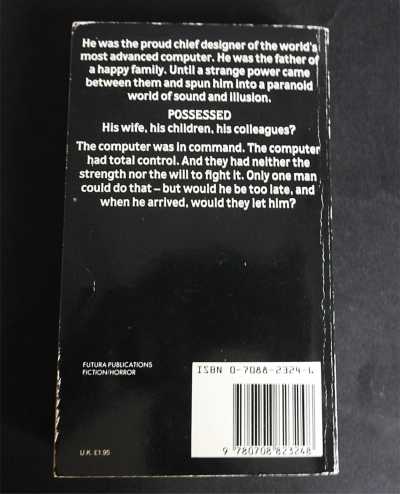 He was the proud chief designer of the world's
most advanced computer. He was the father of
a happy family. Until a strange power came
between them and spun him into a paranoid
world of sound and illusion.
POSSESSED
His wife, his children, his colleagues?
The computer was in command. The computer
had total control. And they had neither the
strength nor the will to fight it. Only one man
could do that – but would he be too late, and
when he arrived, would they let him?
FUTURA PUBLICATIONS
FICTION/HORROR
U.K. £1.95
ISBN 0-7088-2324-6
9 780708 823248